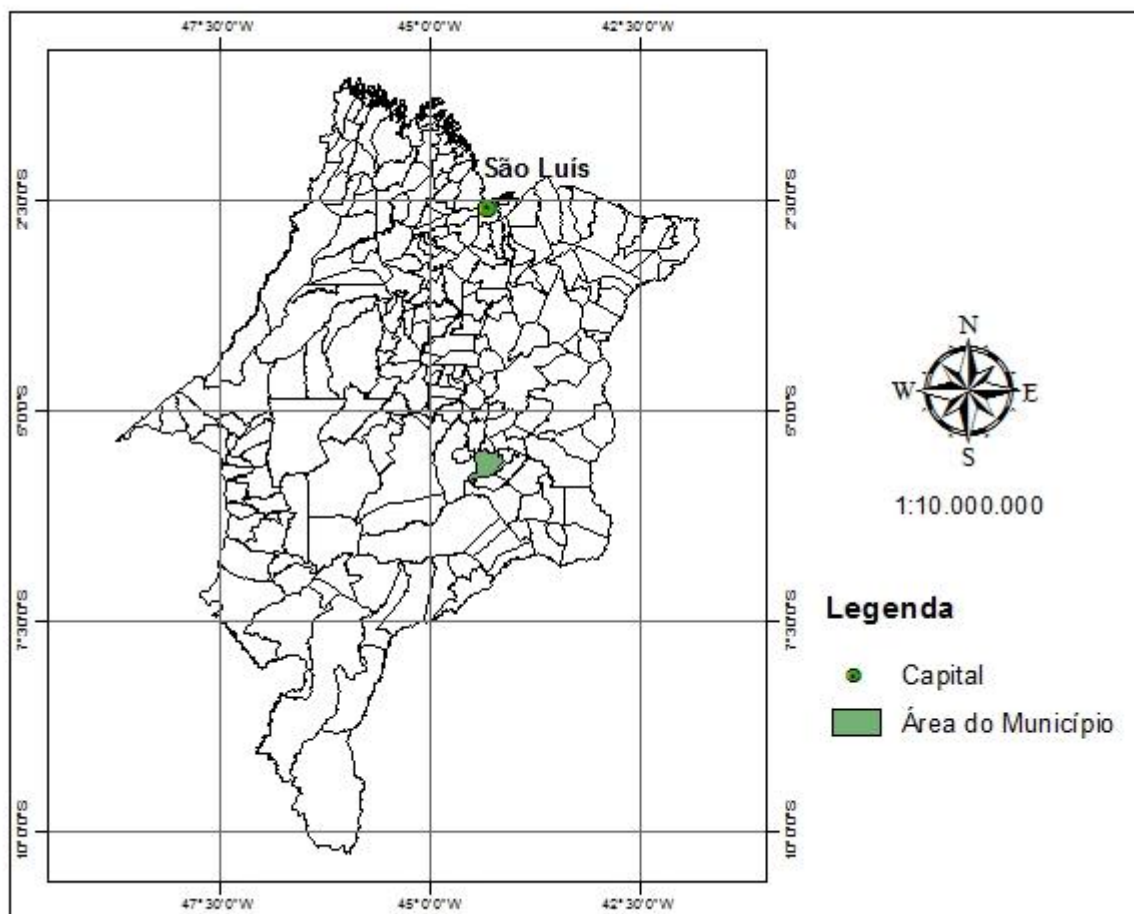 47°30'0"W 45°0'0"W 42°30'0"W
São Luís
2°30'0"S 2°30'0"S
N
W E
S
5°0'0"S 5°0'0"S
1:10.000.000
7°30'0"S 7°30'0"S
Legenda
Capital
Área do Município
10°0'0"S 10°0'0"S
47°30'0"W 45°0'0"W 42°30'0"W